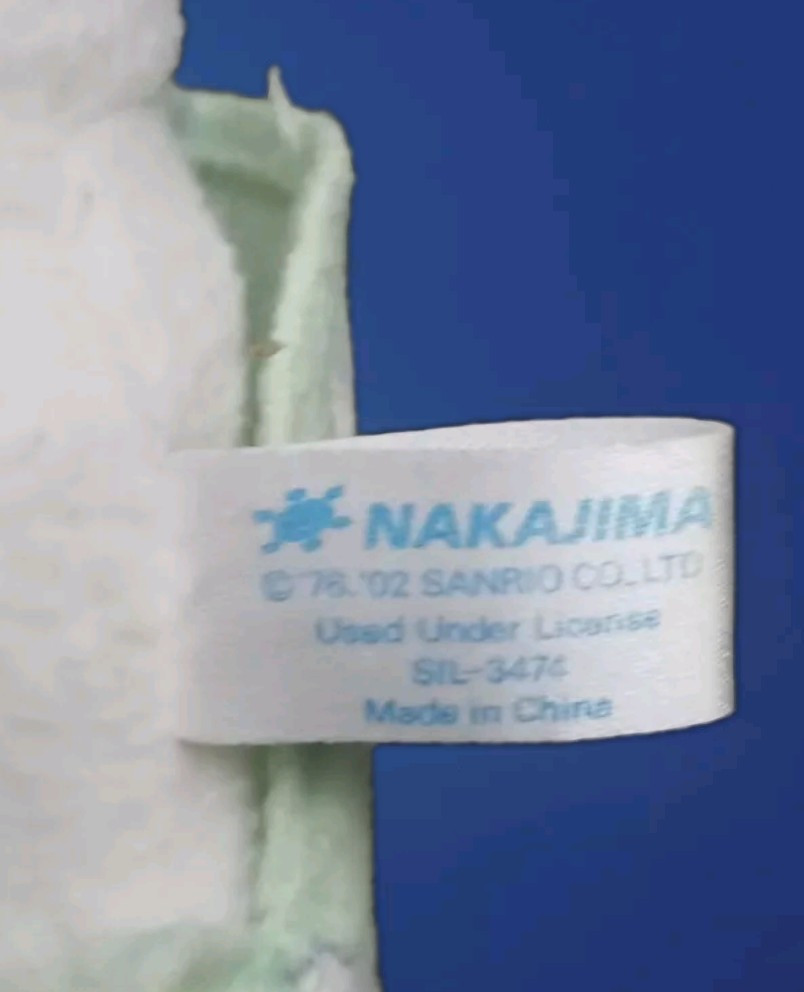 NAKAJIMA
© '76.'02 SANRIO CO.,LTD
Used Under License
SIL-3474
Made in China